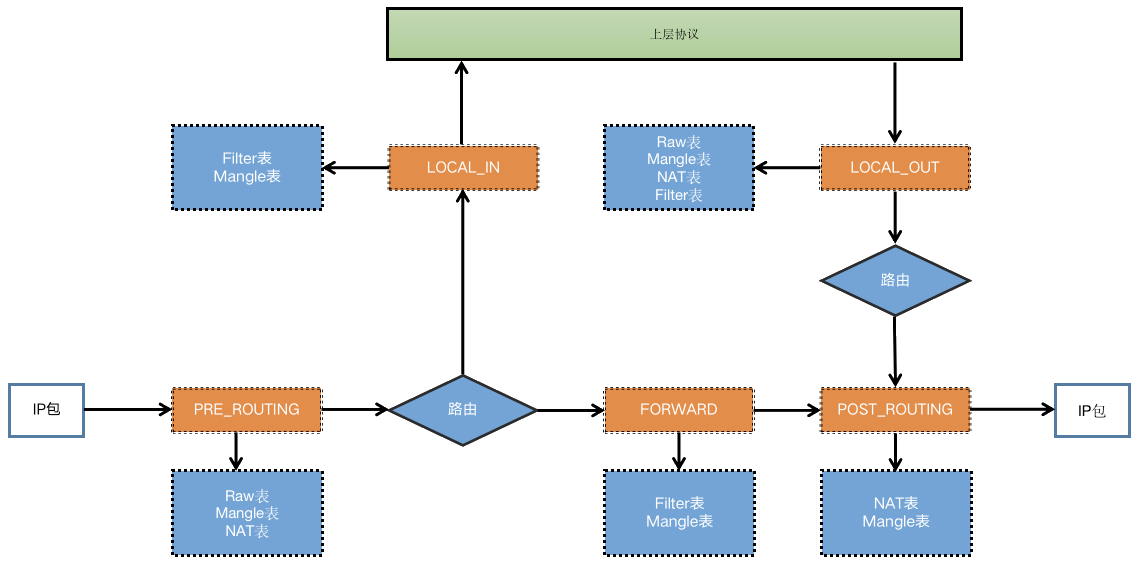 上层协议
Filter表
Mangle表
LOCAL_IN
Raw表
Mangle表
NAT表
Filter表
LOCAL_OUT
路由
IP包
PRE_ROUTING
路由
FORWARD
POST_ROUTING
IP包
Raw表
Mangle表
NAT表
Filter表
Mangle表
NAT表
Mangle表